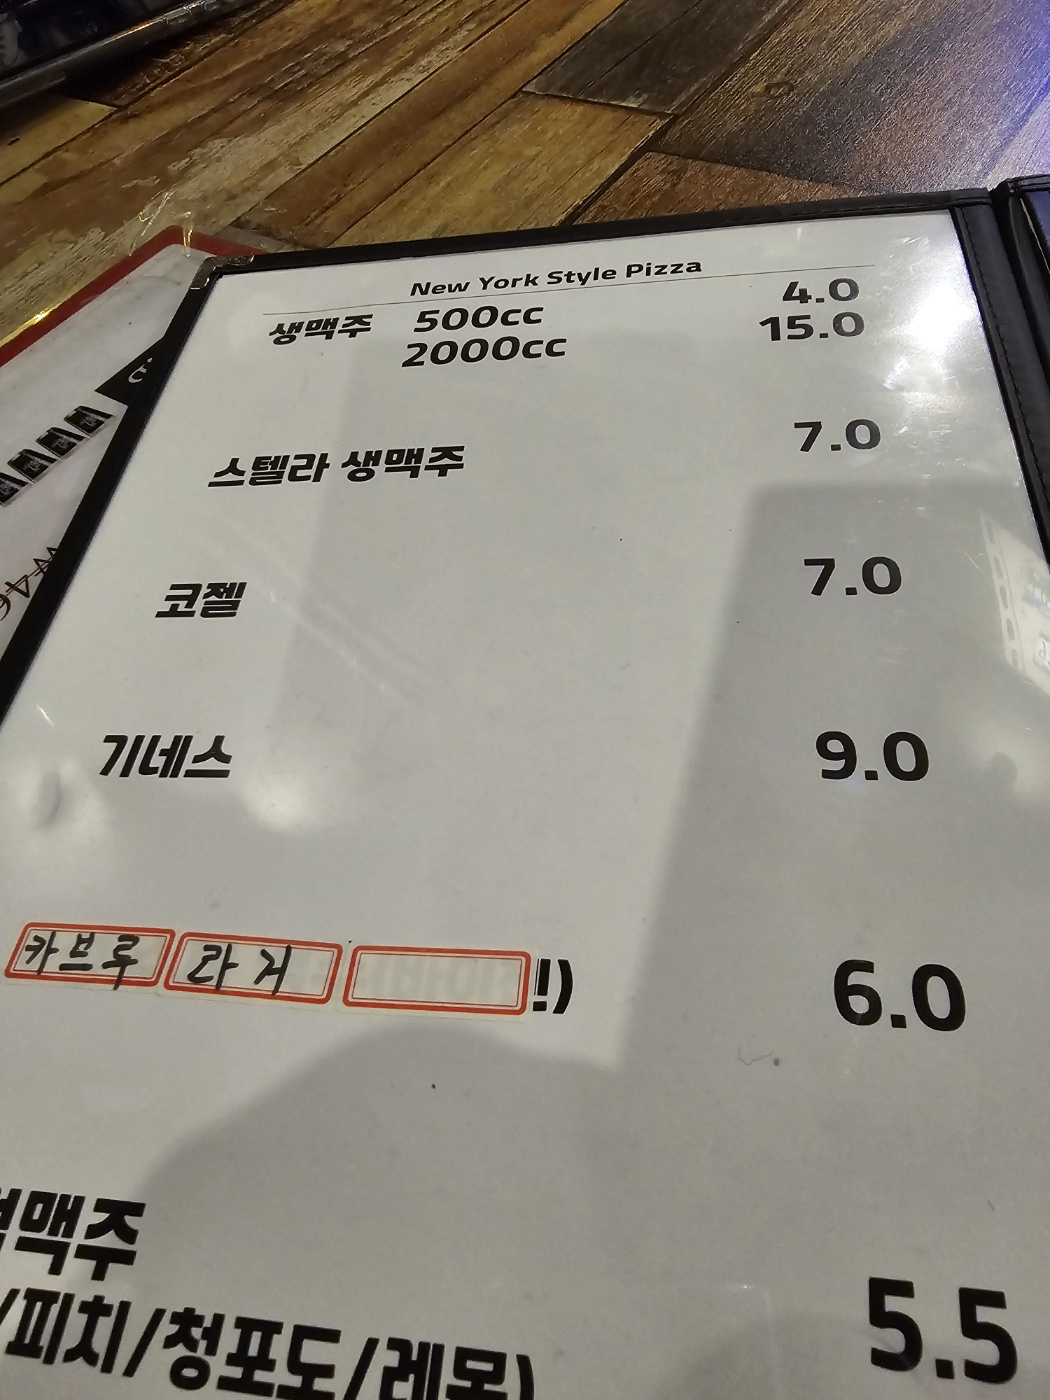 New York Style Pizza
생맥주 500cc 4.0
2000cc 15.0
스텔라 생맥주 7.0
코젤 7.0
기네스 9.0
카브루 라거 !) 6.0
맥주
/피치/청포도/레몬) 5.5